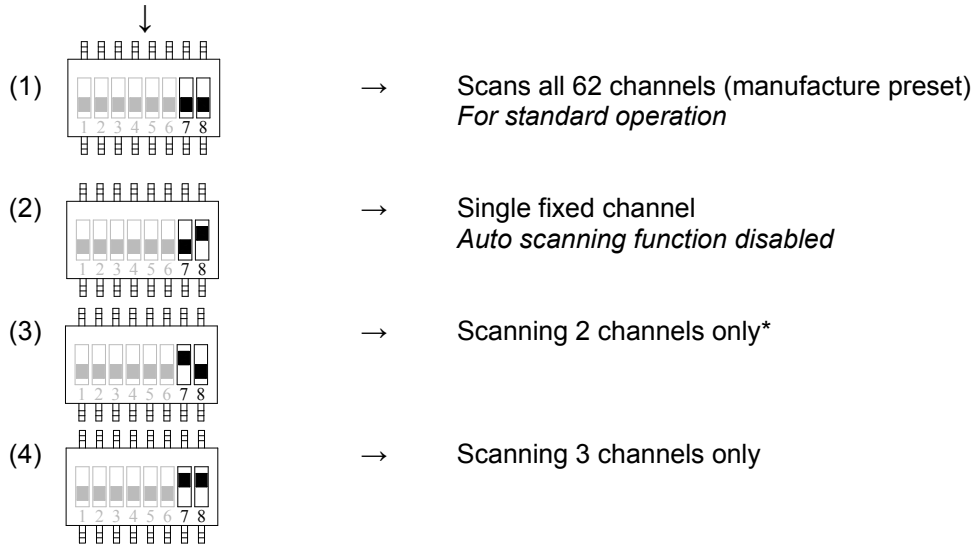 ↓
(1) 1 2 3 4 5 6 7 8 → Scans all 62 channels (manufacture preset)
For standard operation
(2) 1 2 3 4 5 6 7 8 → Single fixed channel
Auto scanning function disabled
(3) 1 2 3 4 5 6 7 8 → Scanning 2 channels only*
(4) 1 2 3 4 5 6 7 8 → Scanning 3 channels only